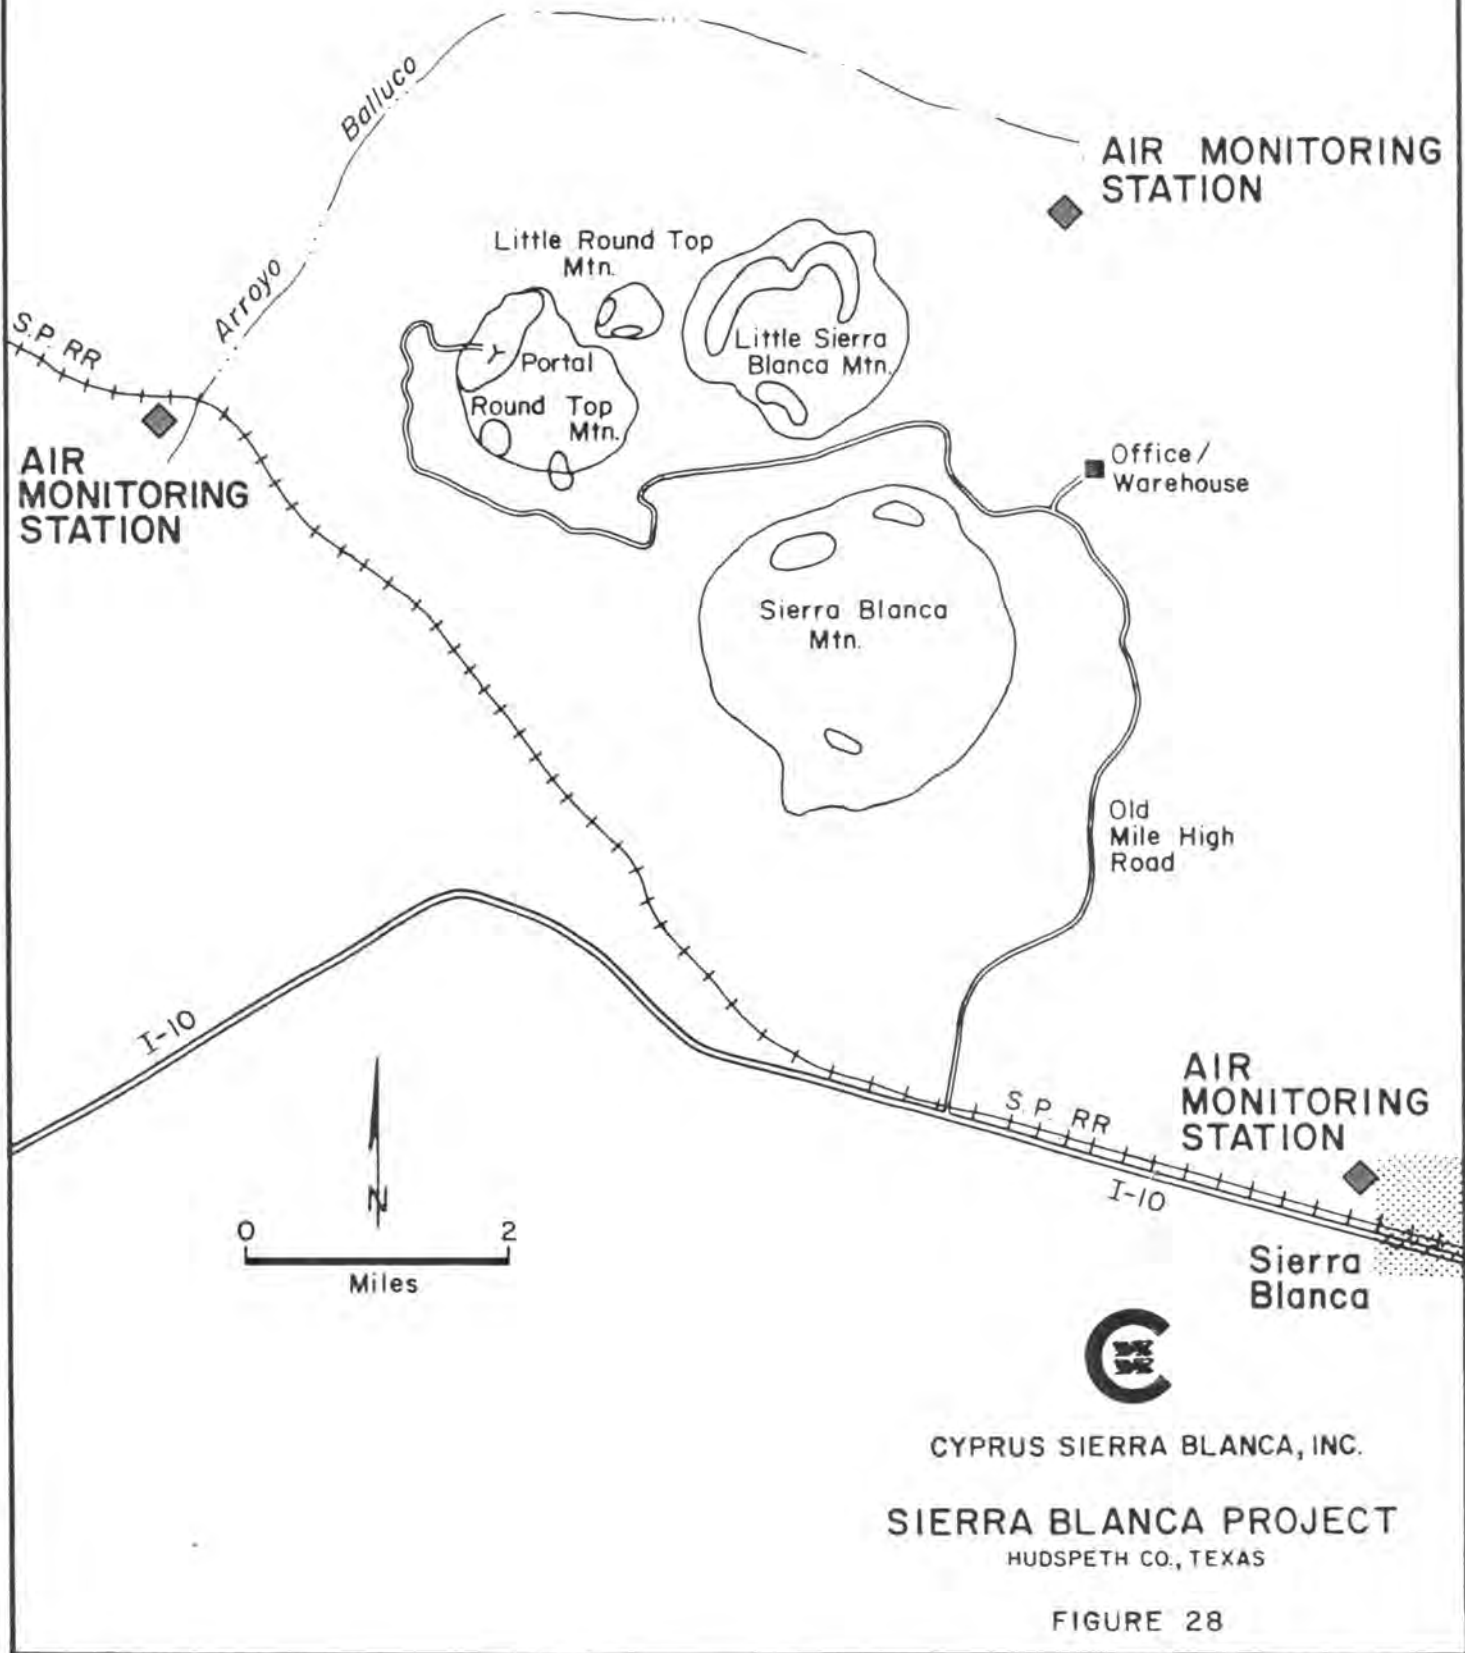 Balluco
Arroyo
AIR MONITORING
STATION
Little Round Top
Mtn.
S. P. RR
Portal
Little Sierra
Blanca Mtn.
Round Top
Mtn.
AIR
MONITORING
STATION
Office/
Warehouse
Sierra Blanca
Mtn.
Old
Mile High
Road
I-10
AIR
MONITORING
STATION
S. P. RR
I-10
N
0 2
Miles
Sierra
Blanca
CYPRUS SIERRA BLANCA, INC.
SIERRA BLANCA PROJECT
HUDSPETH CO., TEXAS
FIGURE 28